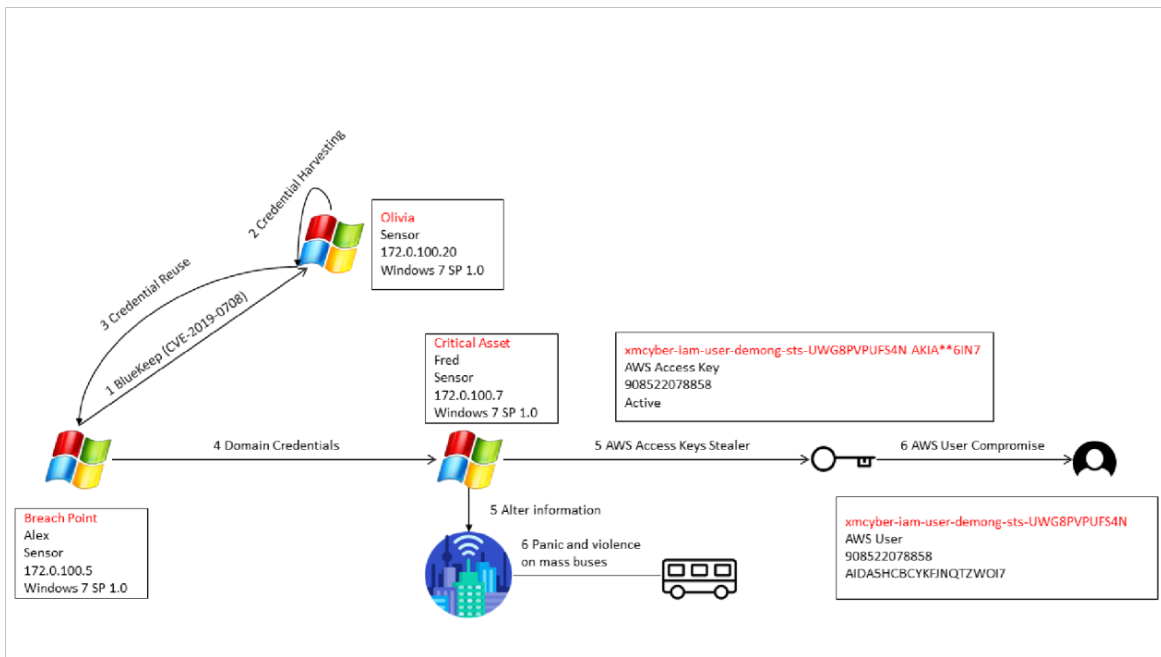 2 Credential Harvesting
Olivia
Sensor
172.0.100.20
Windows 7 SP 1.0
3 Credential Reuse
1 BlueKeep (CVE-2019-0708)
Critical Asset
Fred
Sensor
172.0.100.7
Windows 7 SP 1.0
xmcyber-iam-user-demong-sts-UWG8PVPUFS4N AKIA**6IN7
AWS Access Key
908522078858
Active
4 Domain Credentials
5 AWS Access Keys Stealer
6 AWS User Compromise
Breach Point
Alex
Sensor
172.0.100.5
Windows 7 SP 1.0
5 Alter information
6 Panic and violence
on mass buses
xmcyber-iam-user-demong-sts-UWG8PVPUFS4N
AWS User
908522078858
AIDA5HCBCYKFJNQTZWOI7